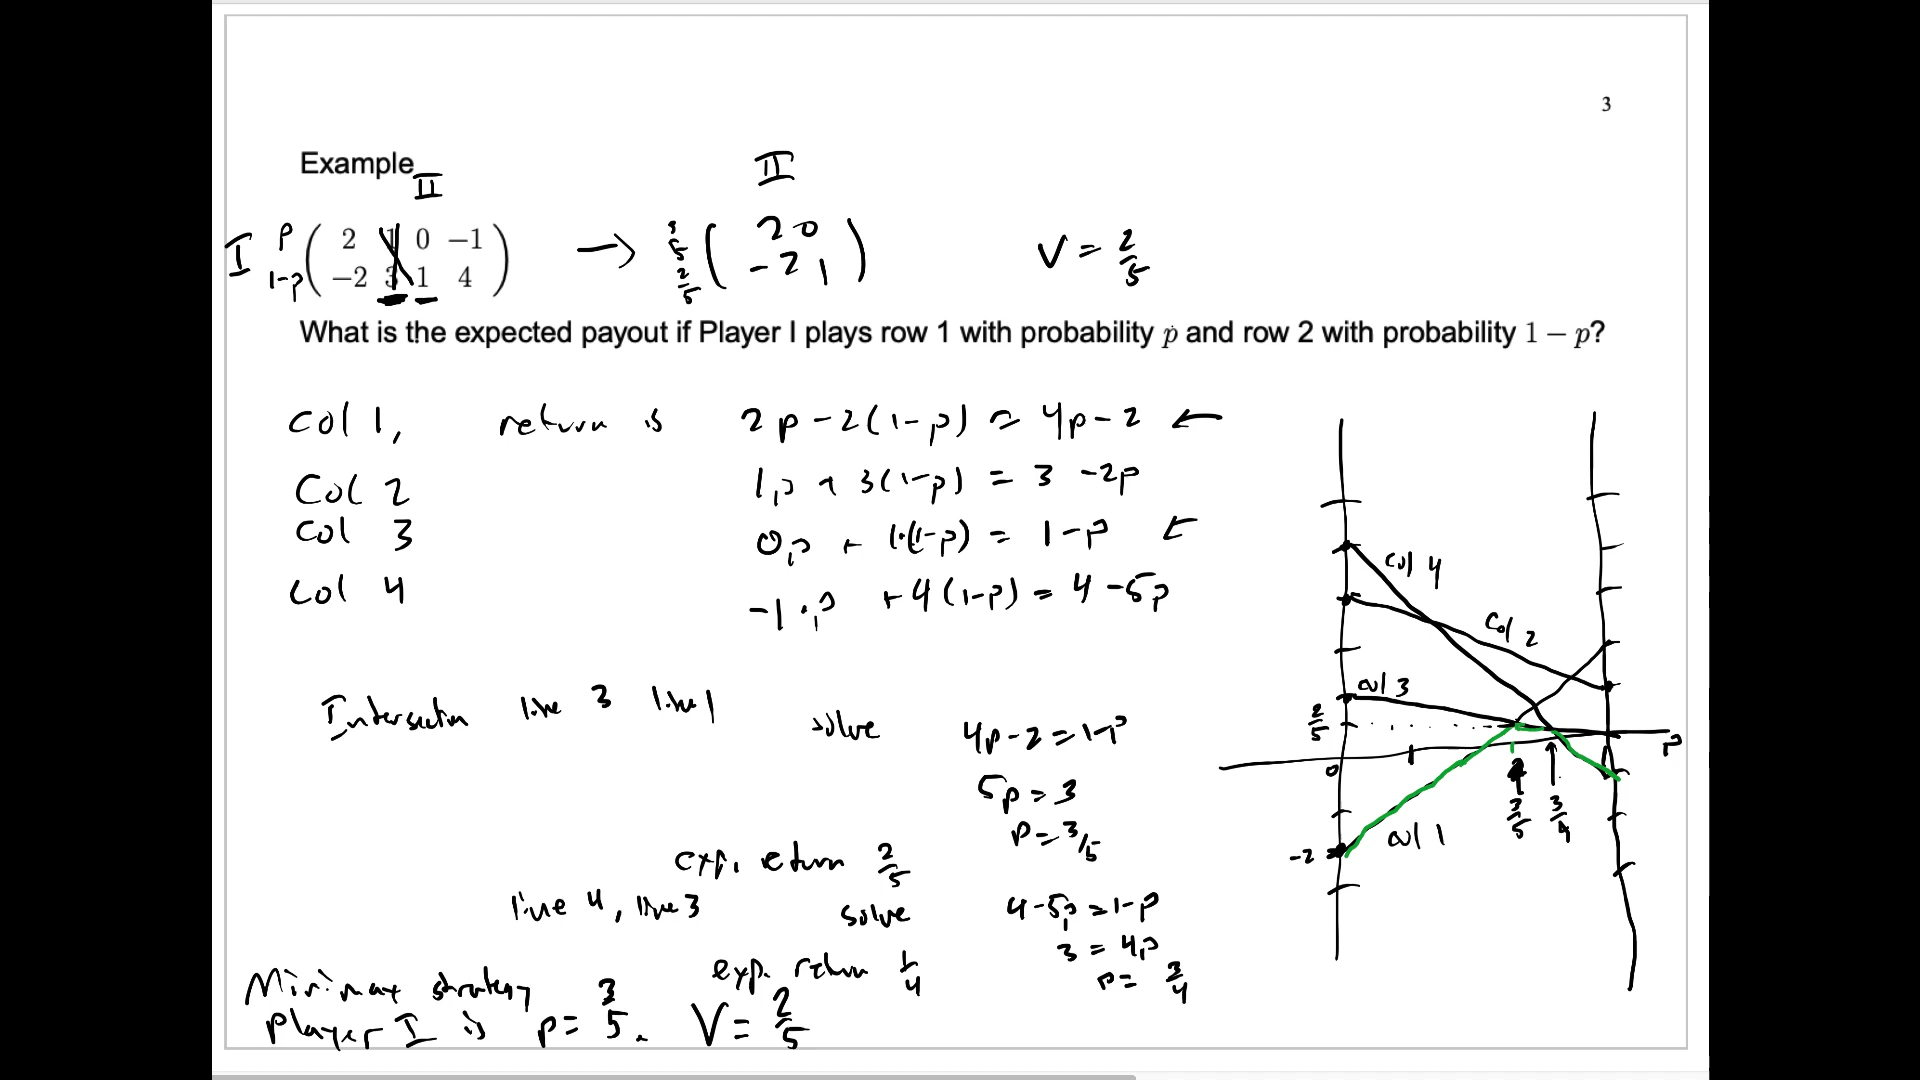 3
Example
II
II
I p ( 2 1 0 −1 ) → 3/5 ( 2 0 ) V = 2/5
1-p ( −2 3 1 4 ) 2/5 ( -2 1 )
What is the expected payout if Player I plays row 1 with probability p and row 2 with probability 1 − p?
Col 1, return is 2p-2(1-p) = 4p-2 ←
Col 2 1p + 3(1-p) = 3 -2p
Col 3 0p + 1·(1-p) = 1-p ←
Col 4 -1·p +4(1-p) = 4-5p
Intersection line 3 line 1 solve 4p-2=1-p
5p=3
p=3/5
exp. return 2/5
line 4, line 3 solve 4-5p=1-p
3=4p
exp. return 1/4 p=3/4
Minimax strategy
player I is p=3/5. V=2/5
col 4
Col 2
col 3
2/5
p
0
1
3/5
3/4
-2
col 1